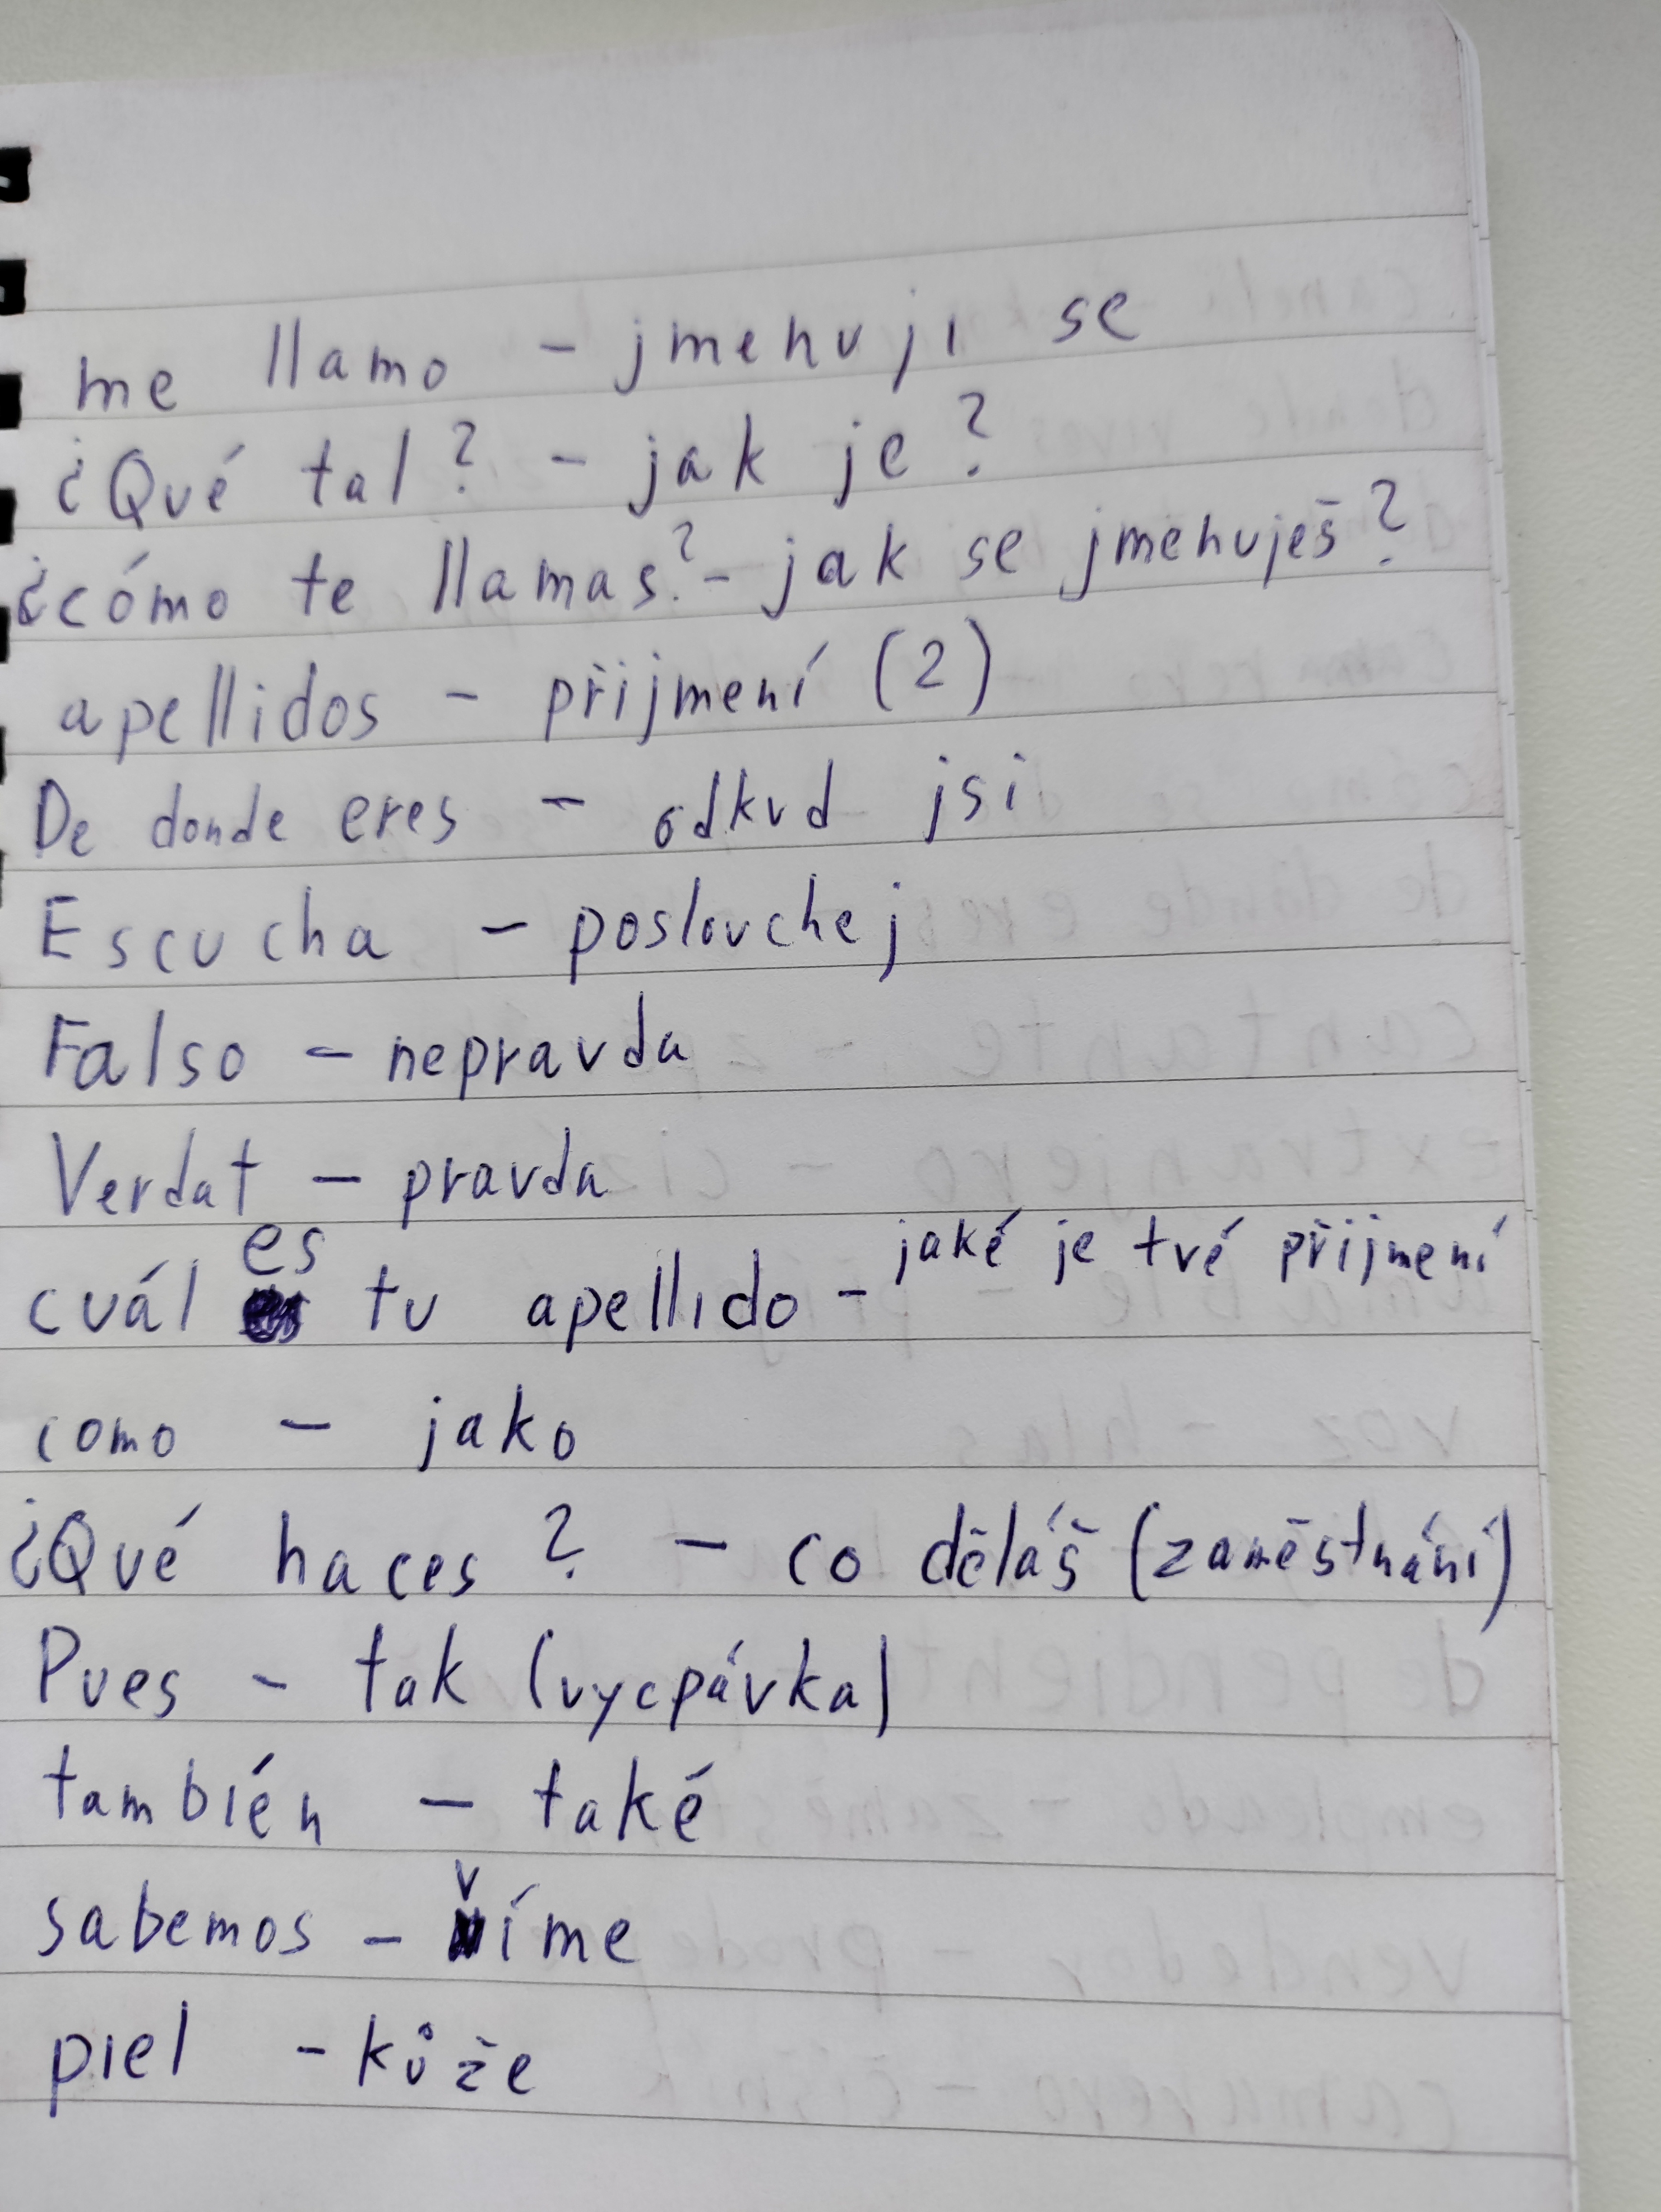 me llamo - jmenuji se
¿Qué tal? - jak je?
¿cómo te llamas? - jak se jmenuješ?
apellidos - přijmení (2)
De donde eres - odkud jsi
Escucha - poslouchej
Falso - nepravda
Verdat - pravda
cuál es tu apellido - jaké je tvé přijmení
como - jako
¿Qué haces? - co děláš (zaměstnání)
Pues - tak (vycpávka)
también - také
sabemos - víme
piel - kůže